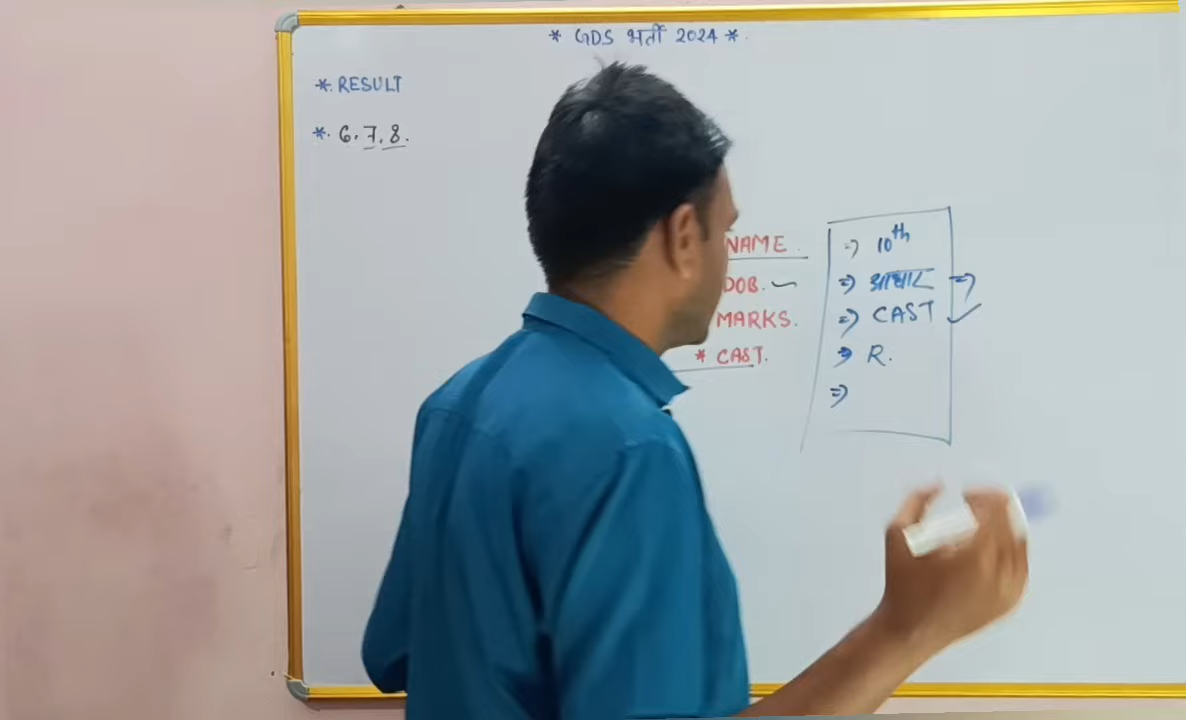 * GDS भर्ती 2024 *.
*. RESULT
*. 6. 7. 8.
NAME.
DOB.
MARKS.
* CAST.
=> 10th
=> आधार =>
=> CAST ✓
=> R.
=>